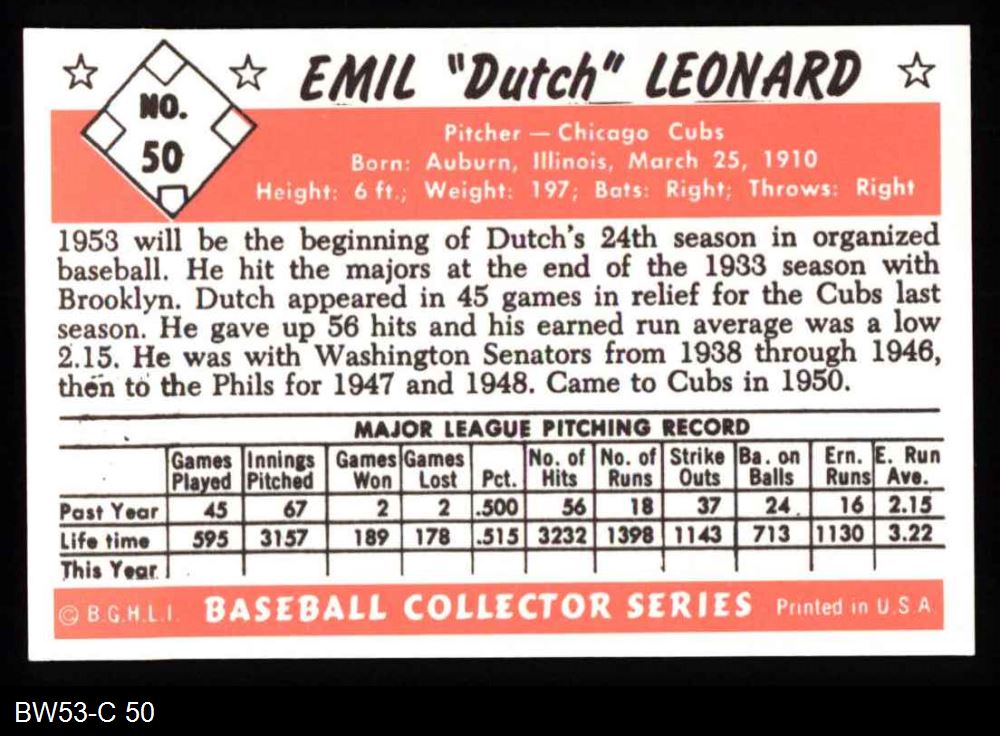 EMIL "Dutch" LEONARD
NO.
50
Pitcher — Chicago Cubs
Born: Auburn, Illinois, March 25, 1910
Height: 6 ft.; Weight: 197; Bats: Right; Throws: Right
1953 will be the beginning of Dutch's 24th season in organized
baseball. He hit the majors at the end of the 1933 season with
Brooklyn. Dutch appeared in 45 games in relief for the Cubs last
season. He gave up 56 hits and his earned run average was a low
2.15. He was with Washington Senators from 1938 through 1946,
then to the Phils for 1947 and 1948. Came to Cubs in 1950.
MAJOR LEAGUE PITCHING RECORD
Games Innings Games Games No. of No. of Strike Ba. on Ern. E. Run
Played Pitched Won Lost Pct. Hits Runs Outs Balls Runs Ave.
Past Year 45 67 2 2 .500 56 18 37 24 16 2.15
Life time 595 3157 189 178 .515 3232 1398 1143 713 1130 3.22
This Year
© B.G.H.L.I. BASEBALL COLLECTOR SERIES Printed in U.S.A.
BW53-C 50